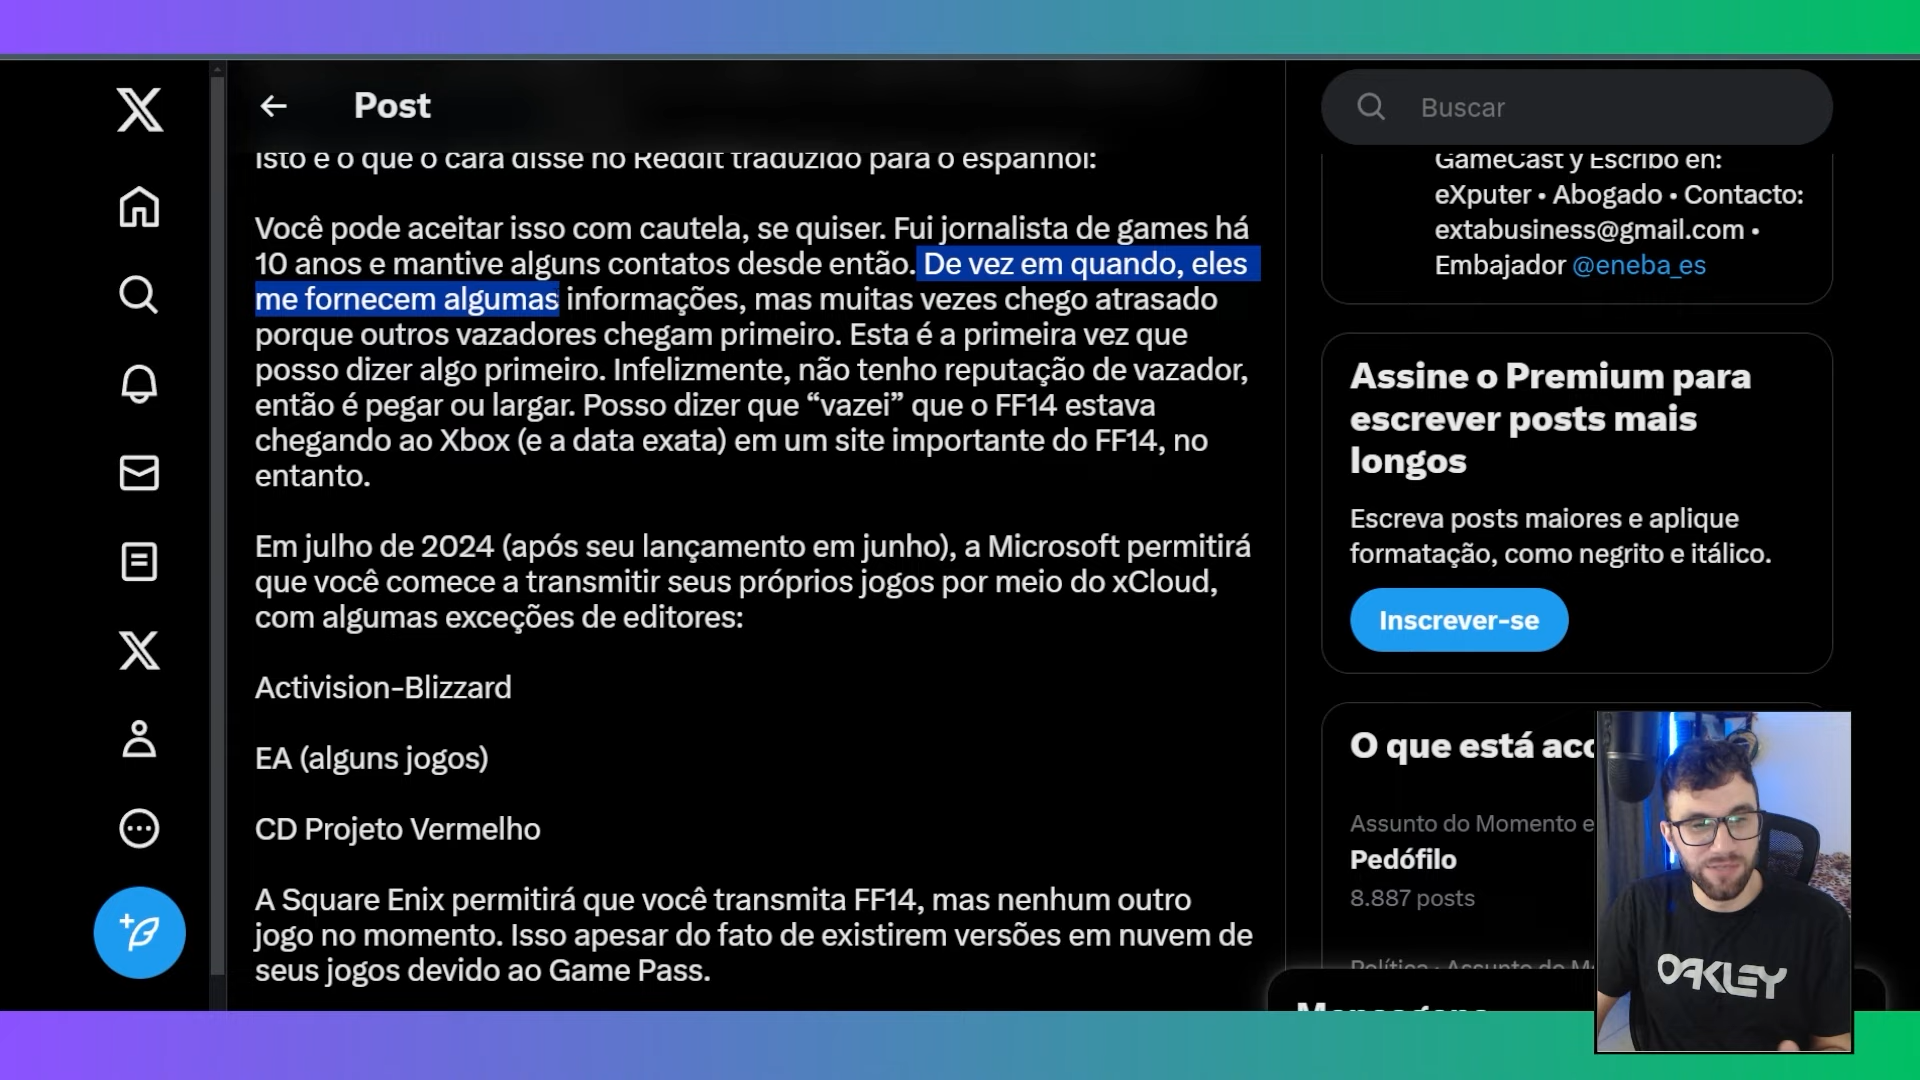 Post
Isto é o que o cara disse no Reddit traduzido para o espanhol:
Você pode aceitar isso com cautela, se quiser. Fui jornalista de games há
10 anos e mantive alguns contatos desde então. De vez em quando, eles
me fornecem algumas informações, mas muitas vezes chego atrasado
porque outros vazadores chegam primeiro. Esta é a primeira vez que
posso dizer algo primeiro. Infelizmente, não tenho reputação de vazador,
então é pegar ou largar. Posso dizer que “vazei” que o FF14 estava
chegando ao Xbox (e a data exata) em um site importante do FF14, no
entanto.
Em julho de 2024 (após seu lançamento em junho), a Microsoft permitirá
que você comece a transmitir seus próprios jogos por meio do xCloud,
com algumas exceções de editores:
Activision-Blizzard
EA (alguns jogos)
CD Projeto Vermelho
A Square Enix permitirá que você transmita FF14, mas nenhum outro
jogo no momento. Isso apesar do fato de existirem versões em nuvem de
seus jogos devido ao Game Pass.
Buscar
GameCast y Escribo en:
eXputer • Abogado • Contacto:
extabusiness@gmail.com •
Embajador @eneba_es
Assine o Premium para
escrever posts mais
longos
Escreva posts maiores e aplique
formatação, como negrito e itálico.
Inscrever-se
O que está
Assunto do Momento
Pedófilo
8.887 posts
Política · Assunto do
Mensagens
OAKLEY